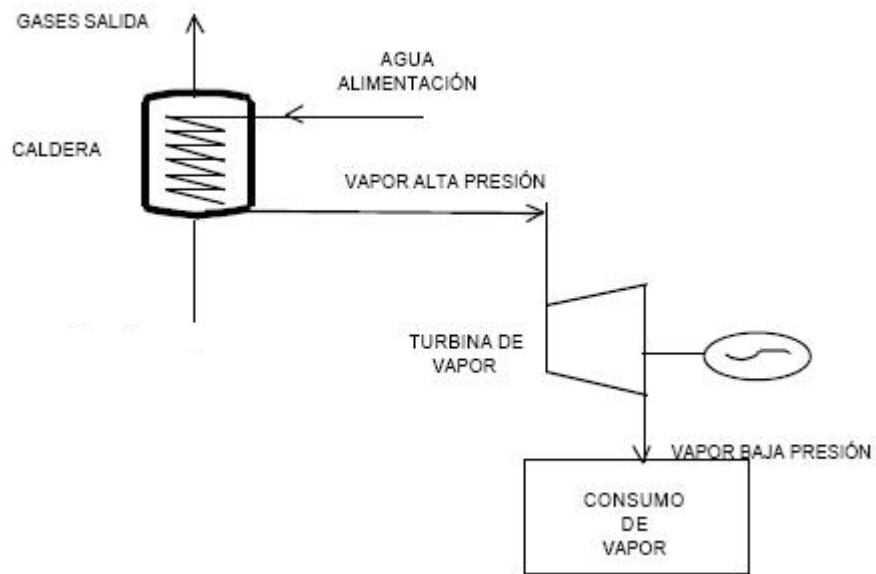 GASES SALIDA
AGUA
ALIMENTACIÓN
CALDERA
VAPOR ALTA PRESIÓN
TURBINA DE
VAPOR
VAPOR BAJA PRESIÓN
CONSUMO
DE
VAPOR